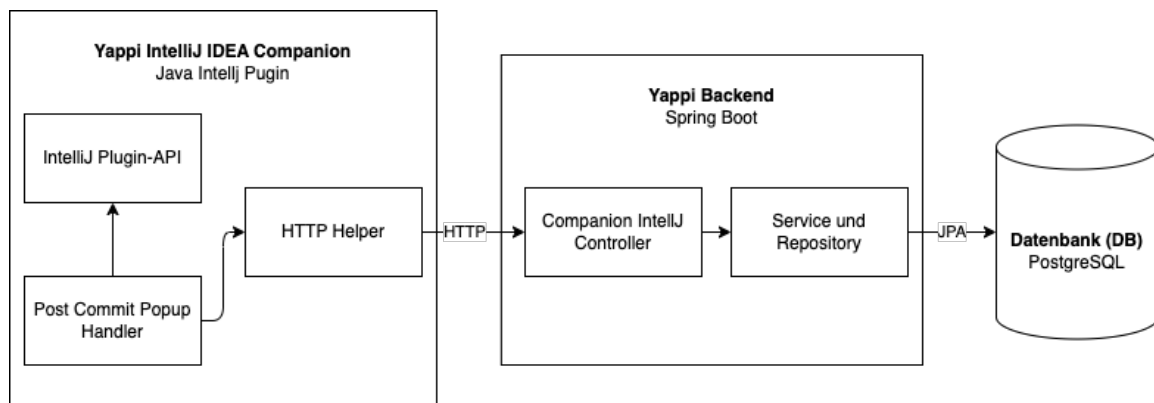 Yappi IntelliJ IDEA Companion
Java Intellj Pugin
IntelliJ Plugin-API
HTTP Helper
Post Commit Popup
Handler
HTTP
Yappi Backend
Spring Boot
Companion IntellJ
Controller
Service und
Repository
JPA
Datenbank (DB)
PostgreSQL